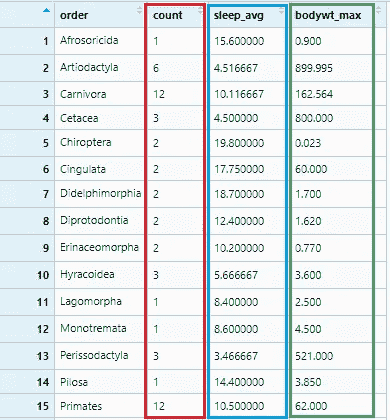 order count sleep_avg bodywt_max
1 Afrosoricida 1 15.600000 0.900
2 Artiodactyla 6 4.516667 899.995
3 Carnivora 12 10.116667 162.564
4 Cetacea 3 4.500000 800.000
5 Chiroptera 2 19.800000 0.023
6 Cingulata 2 17.750000 60.000
7 Didelphimorphia 2 18.700000 1.700
8 Diprotodontia 2 12.400000 1.620
9 Erinaceomorpha 2 10.200000 0.770
10 Hyracoidea 3 5.666667 3.600
11 Lagomorpha 1 8.400000 2.500
12 Monotremata 1 8.600000 4.500
13 Perissodactyla 3 3.466667 521.000
14 Pilosa 1 14.400000 3.850
15 Primates 12 10.500000 62.000